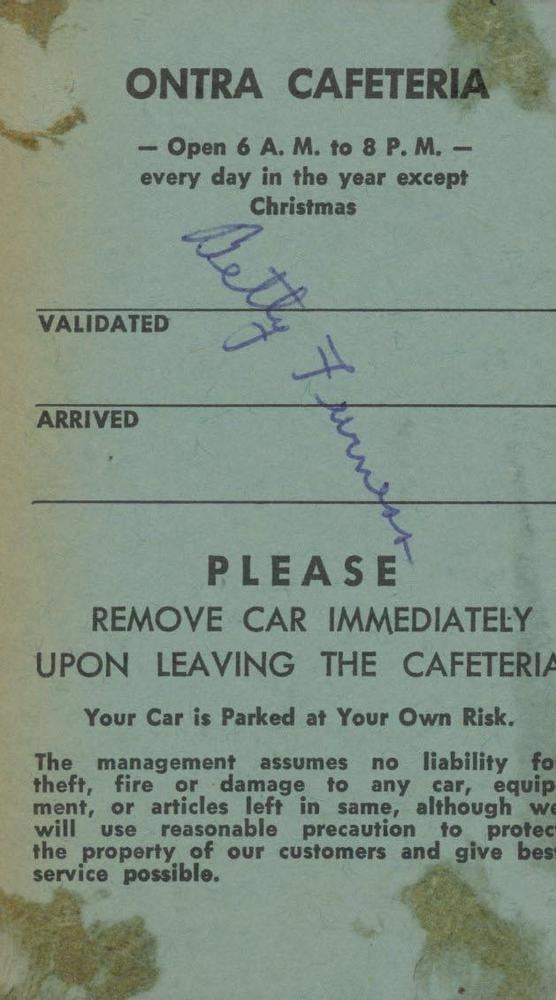 ONTRA CAFETERIA
— Open 6 A. M. to 8 P. M. —
every day in the year except
Christmas
Betty Furness
VALIDATED
ARRIVED
PLEASE
REMOVE CAR IMMEDIATELY
UPON LEAVING THE CAFETERIA
Your Car is Parked at Your Own Risk.
The management assumes no liability fo
theft, fire or damage to any car, equip
ment, or articles left in same, although we
will use reasonable precaution to protec
the property of our customers and give bes
service possible.